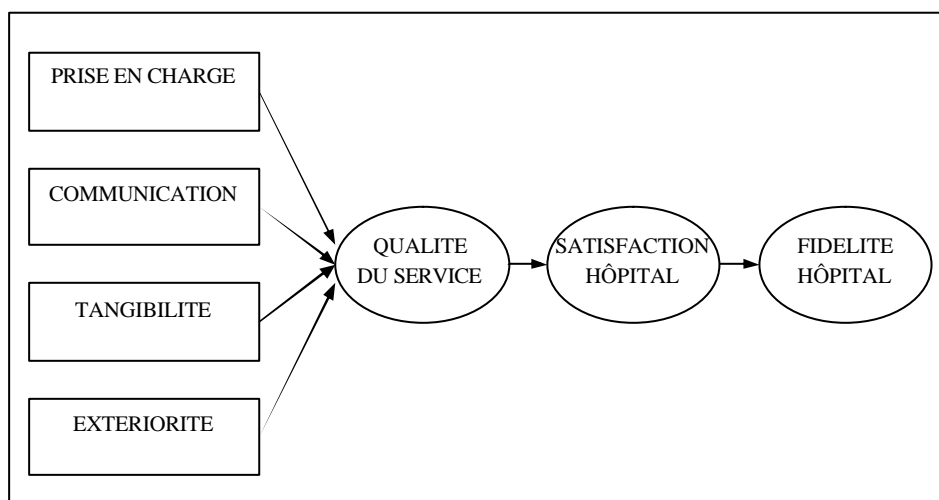 PRISE EN CHARGE
COMMUNICATION
TANGIBILITE
EXTERIORITE
QUALITE
DU SERVICE
SATISFACTION
HÔPITAL
FIDELITE
HÔPITAL